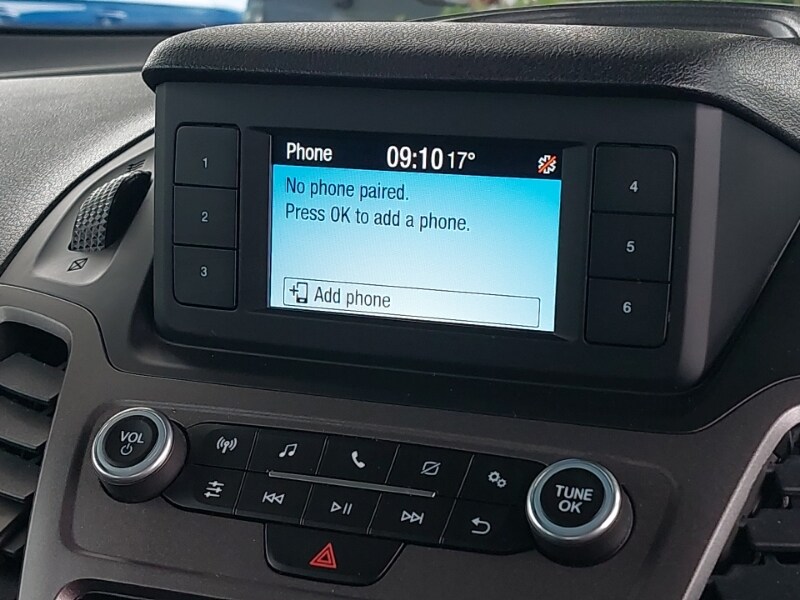 Phone 09:10 17°
No phone paired.
Press OK to add a phone.
Add phone
1
2
3
4
5
6
VOL
TUNE
OK